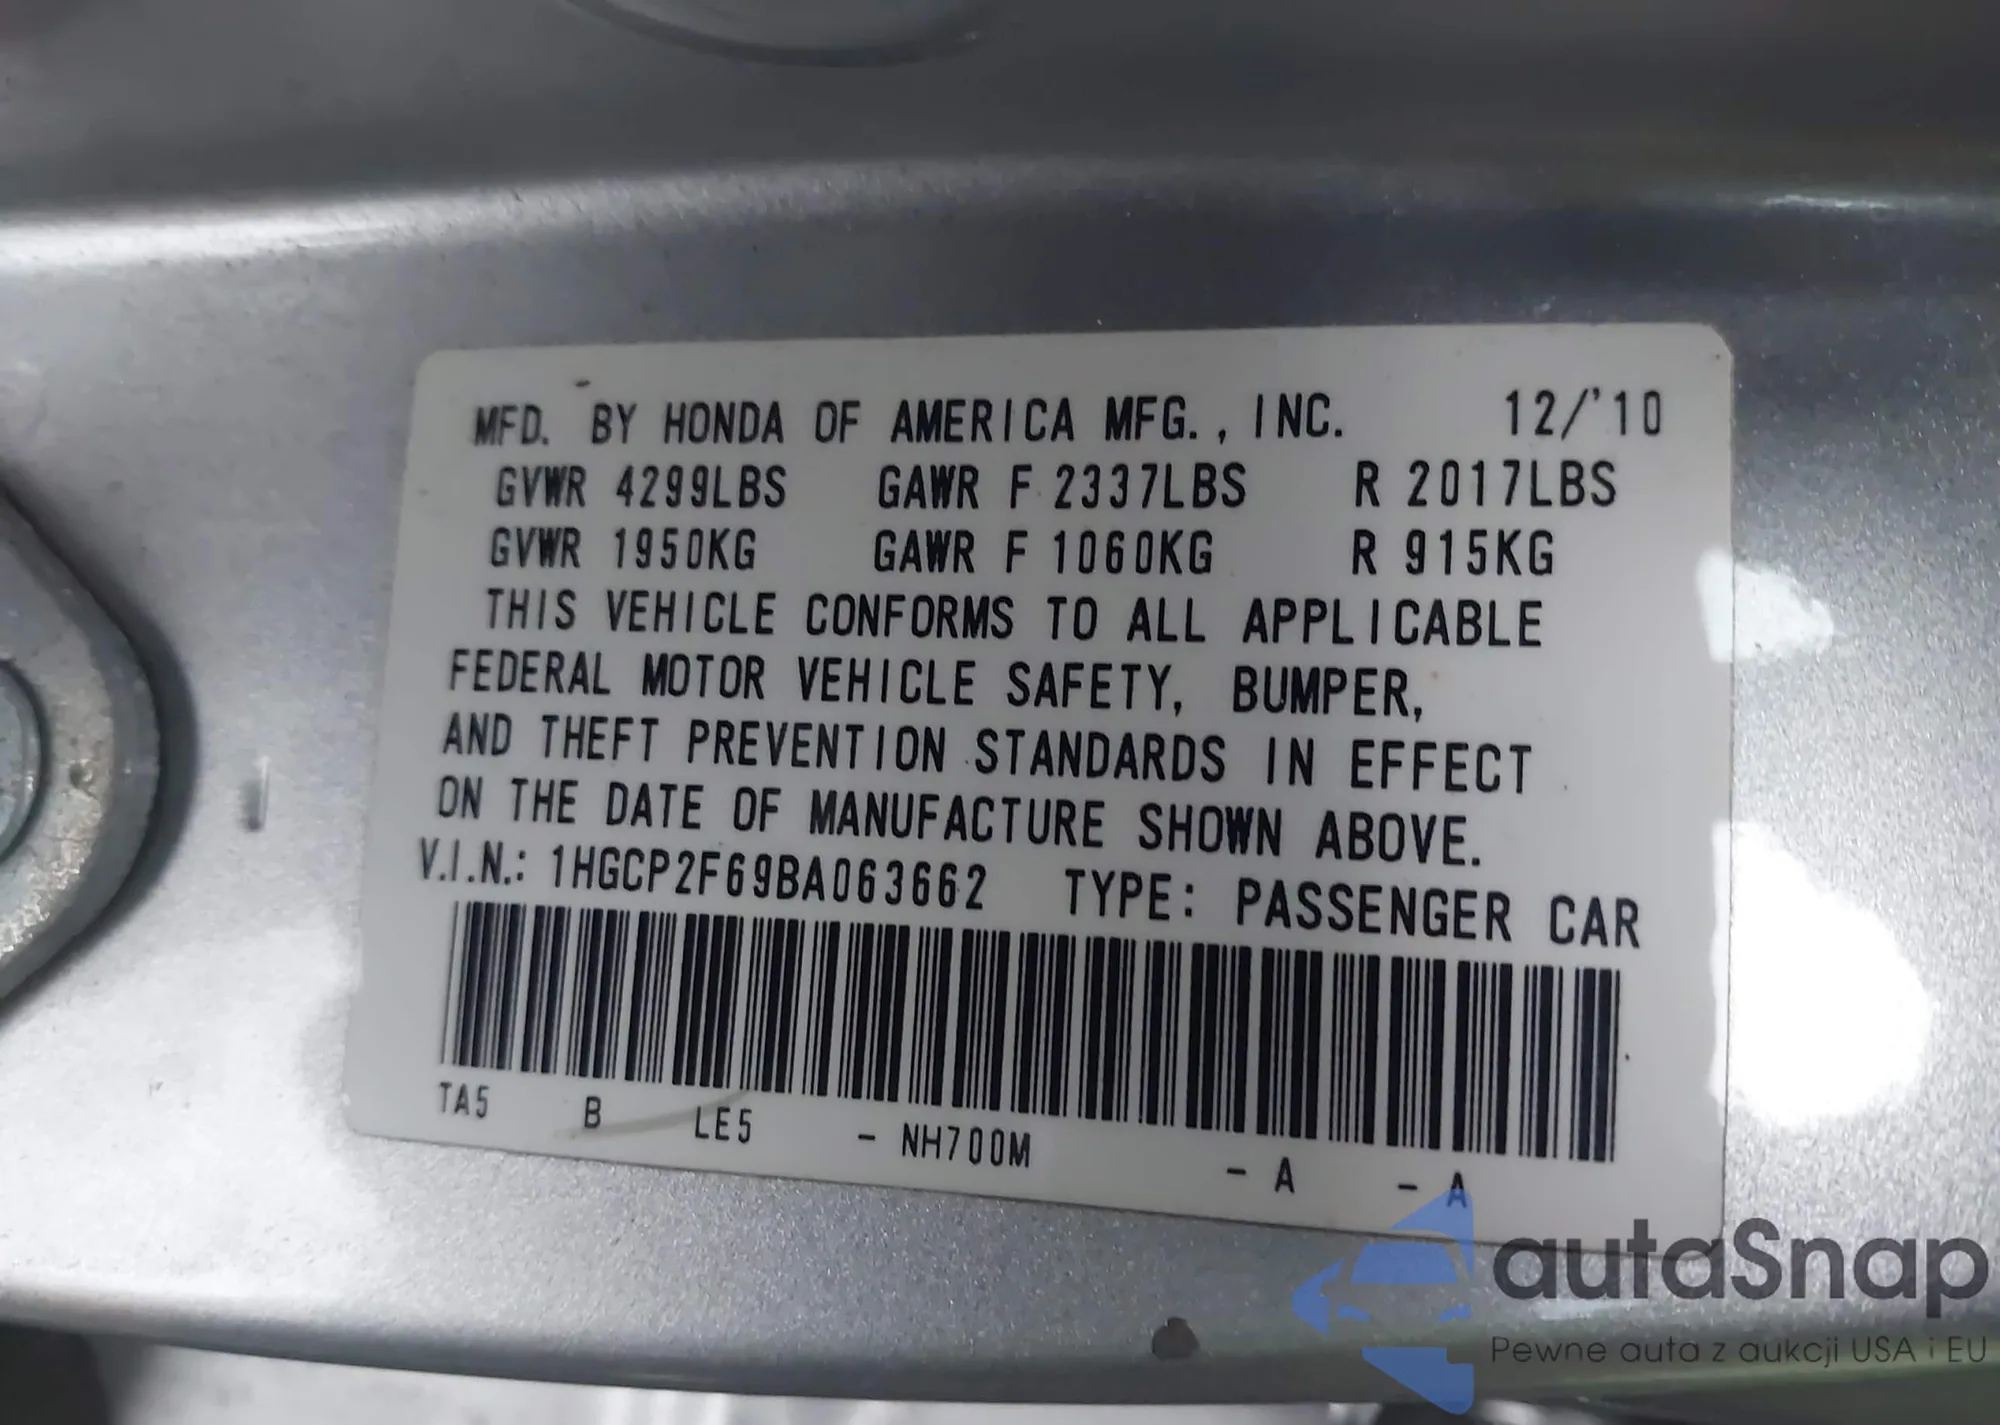 MFD. BY HONDA OF AMERICA MFG., INC. 12/'10
GVWR 4299LBS GAWR F 2337LBS R 2017LBS
GVWR 1950KG GAWR F 1060KG R 915KG
THIS VEHICLE CONFORMS TO ALL APPLICABLE
FEDERAL MOTOR VEHICLE SAFETY, BUMPER,
AND THEFT PREVENTION STANDARDS IN EFFECT
ON THE DATE OF MANUFACTURE SHOWN ABOVE.
V.I.N.: 1HGCP2F69BA063662 TYPE: PASSENGER CAR
TA5 B LE5 - NH700M - A - A
autaSnap
Pewne auta z aukcji USA i EU